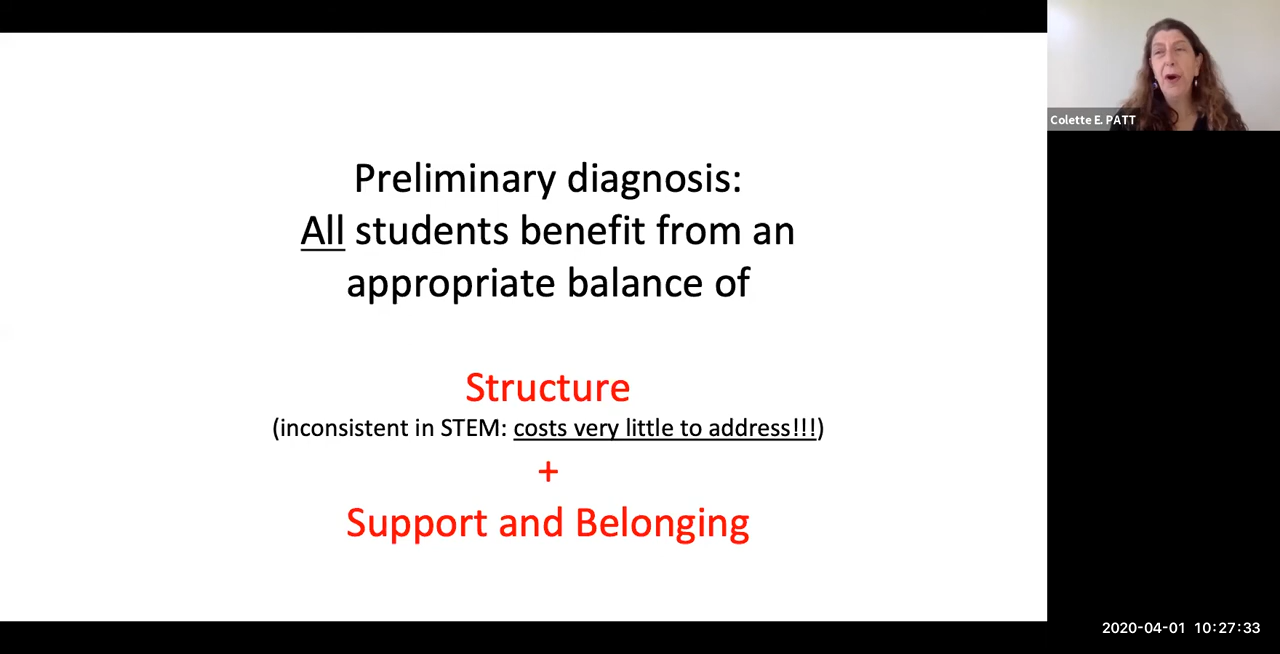 Preliminary diagnosis:
All students benefit from an
appropriate balance of
Structure
(inconsistent in STEM: costs very little to address!!!)
+
Support and Belonging
Colette E. PATT
2020-04-01 10:27:33